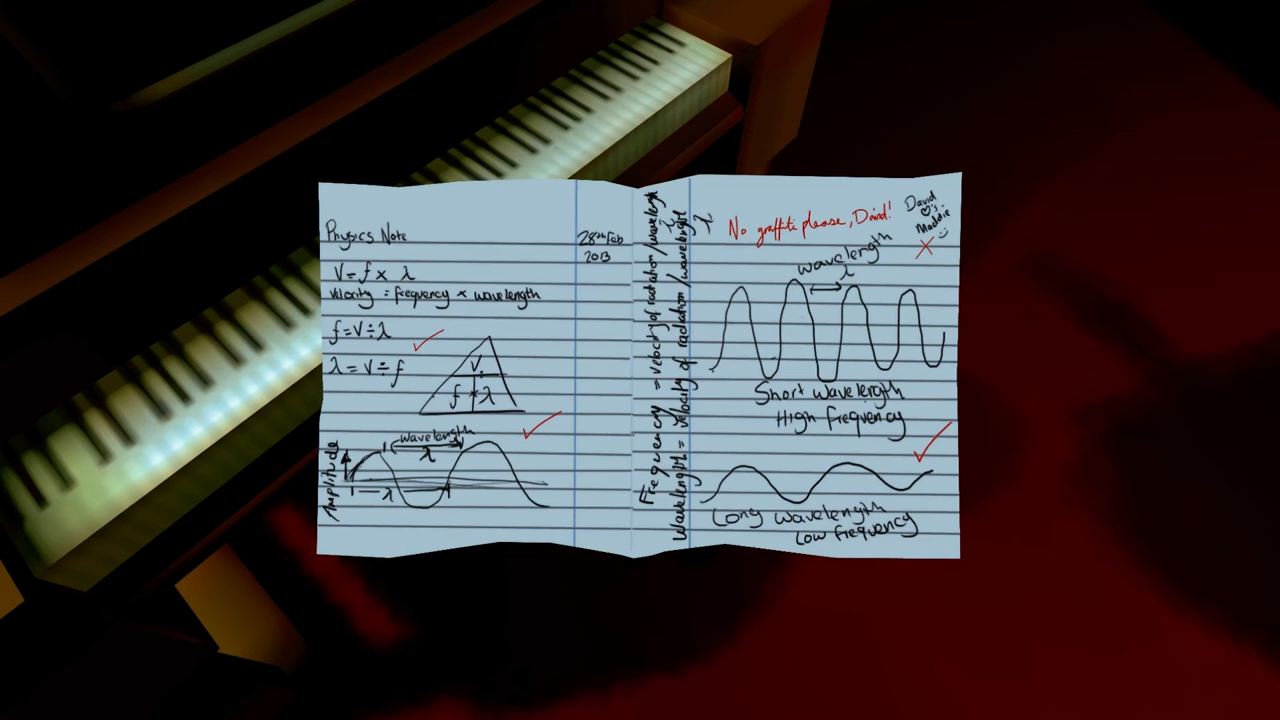 Physics Note
28th Feb
2013
V = f x λ
Velocity = frequency x wavelength
f = V ÷ λ
λ = V ÷ f
V
f x λ
wavelength
λ
Amplitude
λ
Frequency = velocity of radiation / wavelength λ
Wavelength = velocity of radiation / wavelenght λ
No graffiti please, David!
David
♡'s
Maddie
:)
wavelength
λ
Short wavelength
High frequency
Long wavelength
Low frequency